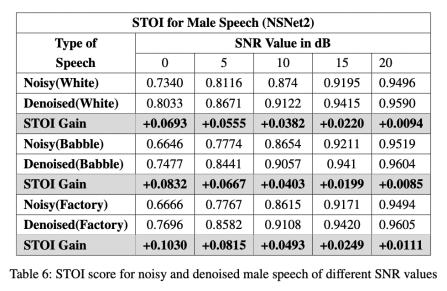 STOI for Male Speech (NSNet2)
Type of Speech SNR Value in dB
0 5 10 15 20
Noisy(White) 0.7340 0.8116 0.874 0.9195 0.9496
Denoised(White) 0.8033 0.8671 0.9122 0.9415 0.9590
STOI Gain +0.0693 +0.0555 +0.0382 +0.0220 +0.0094
Noisy(Babble) 0.6646 0.7774 0.8654 0.9211 0.9519
Denoised(Babble) 0.7477 0.8441 0.9057 0.941 0.9604
STOI Gain +0.0832 +0.0667 +0.0403 +0.0199 +0.0085
Noisy(Factory) 0.6666 0.7767 0.8615 0.9171 0.9494
Denoised(Factory) 0.7696 0.8582 0.9108 0.9420 0.9605
STOI Gain +0.1030 +0.0815 +0.0493 +0.0249 +0.0111
Table 6: STOI score for noisy and denoised male speech of different SNR values